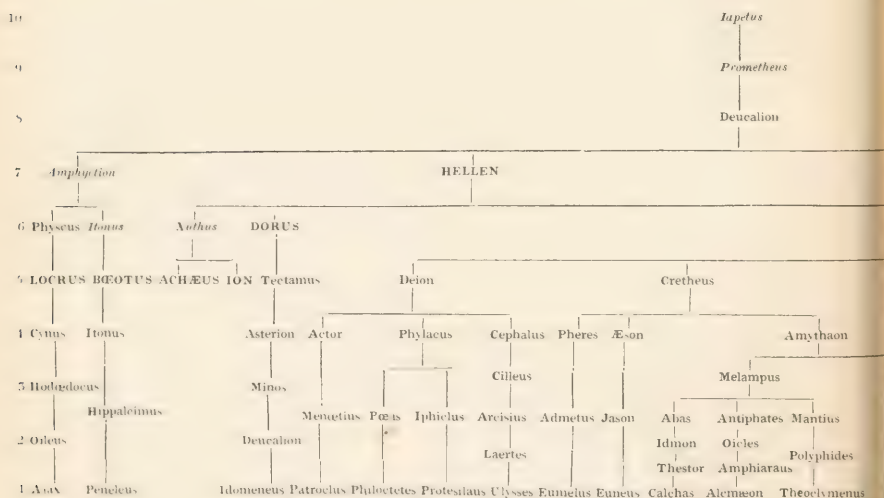 10 Iapetus
9 Prometheus
8 Deucalion
7 Amphyction HELLEN
6 Physcus Itonus Xuthus DORUS
5 LOCRUS BŒOTUS ACHÆUS ION Tectamus Deion Cretheus
4 Cynus Itonus Asterion Actor Phylacus Cephalus Pheres Æson Amythaon
Cilleus Melampus
3 Hodœdocus Minos
Hippalcimus Menœtius Pœas Iphiclus Arcisius Admetus Jason Abas Antiphates Mantius
2 Oileus Deucalion Idmon Oicles
Laertes Polyphides
Thestor Amphiaraus
1 Ajax Peneleus Idomeneus Patroclus Philoctetes Protesilaus Ulysses Eumelus Euneus Calchas Alcmeon Theoclymenus